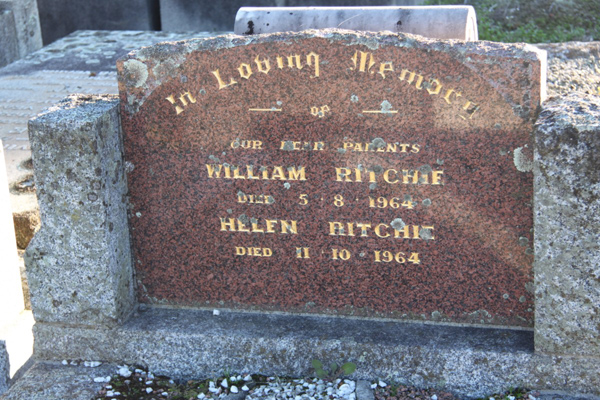 In Loving Memory
of
OUR DEAR PARENTS
WILLIAM RITCHIE
DIED 5·8·1964
HELEN RITCHIE
DIED 11·10·1964